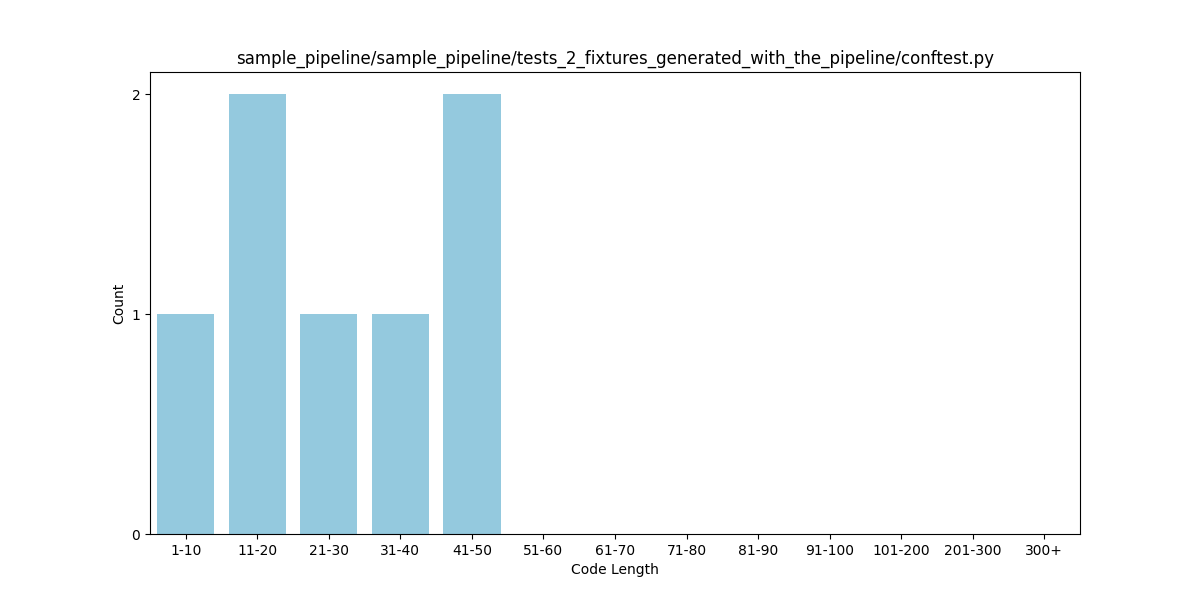 sample_pipeline/sample_pipeline/tests_2_fixtures_generated_with_the_pipeline/conftest.py
2
1
0
Count
1-10 11-20 21-30 31-40 41-50 51-60 61-70 71-80 81-90 91-100 101-200 201-300 300+
Code Length